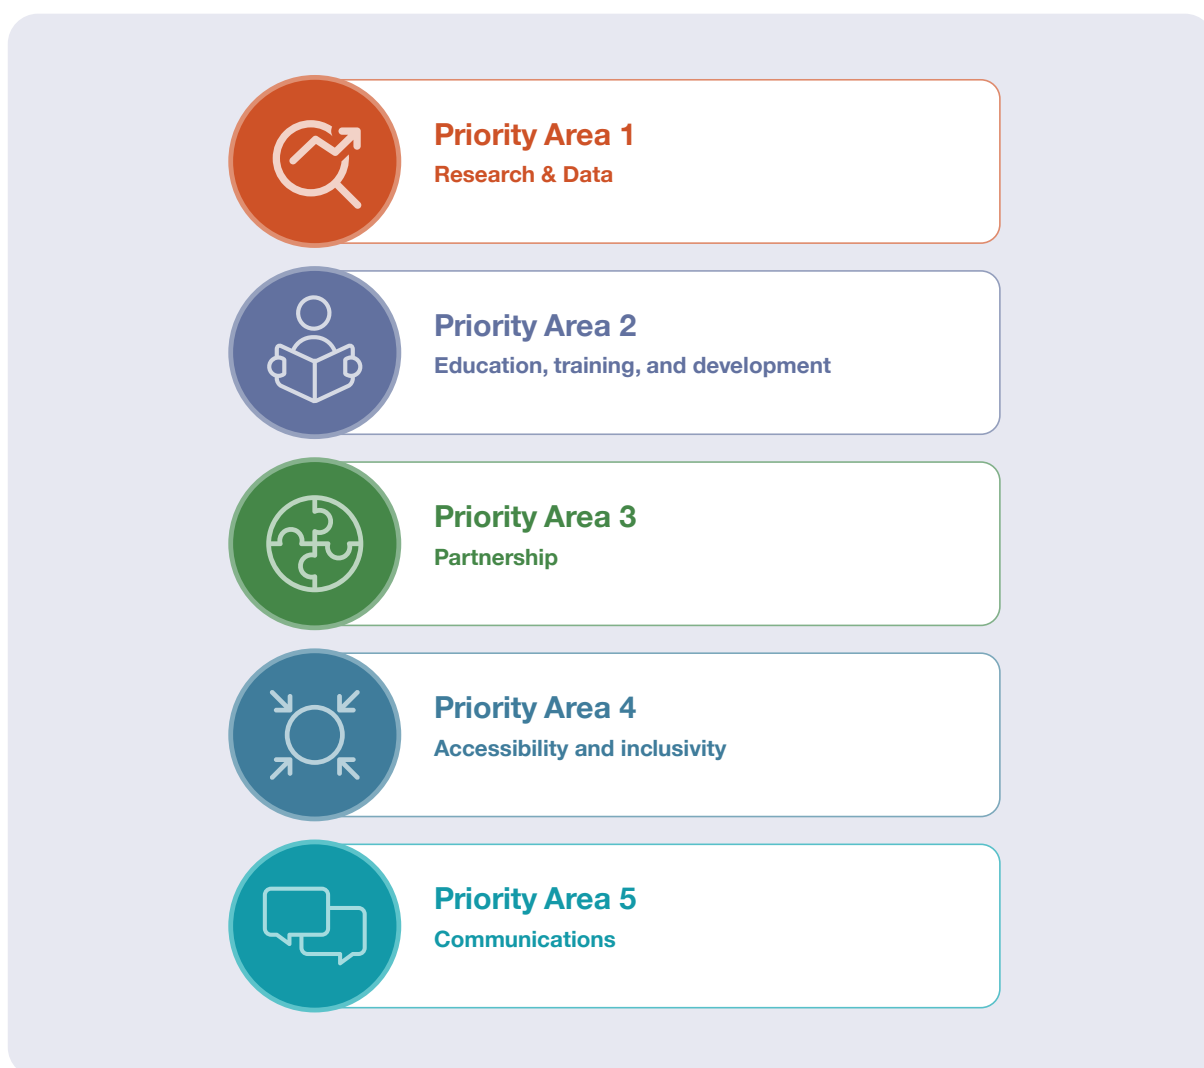 Priority Area 1
Research & Data
Priority Area 2
Education, training, and development
Priority Area 3
Partnership
Priority Area 4
Accessibility and inclusivity
Priority Area 5
Communications